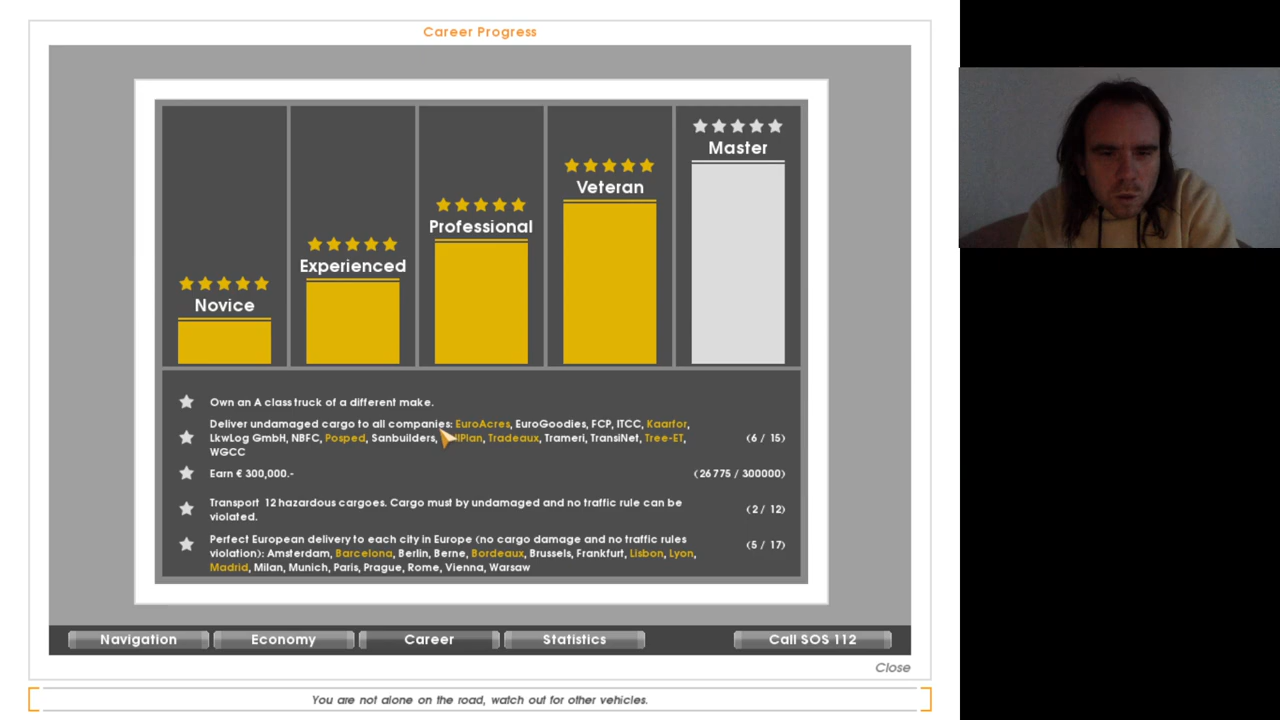 Career Progress
Master
Veteran
Professional
Experienced
Novice
Own an A class truck of a different make.
Deliver undamaged cargo to all companies: EuroAcres, EuroGoodies, FCP, ITCC, Kaarfor,
LkwLog GmbH, NBFC, Posped, Sanbuilders, Tradeaux, Trameri, TransiNet, Tree-ET,
WGCC
(6 / 15)
Earn € 300,000.-
(26775 / 300000)
Transport 12 hazardous cargoes. Cargo must by undamaged and no traffic rule can be
violated.
(2 / 12)
Perfect European delivery to each city in Europe (no cargo damage and no traffic rules
violation): Amsterdam, Barcelona, Berlin, Berne, Bordeaux, Brussels, Frankfurt, Lisbon, Lyon,
Madrid, Milan, Munich, Paris, Prague, Rome, Vienna, Warsaw
(5 / 17)
Navigation
Economy
Career
Statistics
Call SOS 112
Close
You are not alone on the road, watch out for other vehicles.